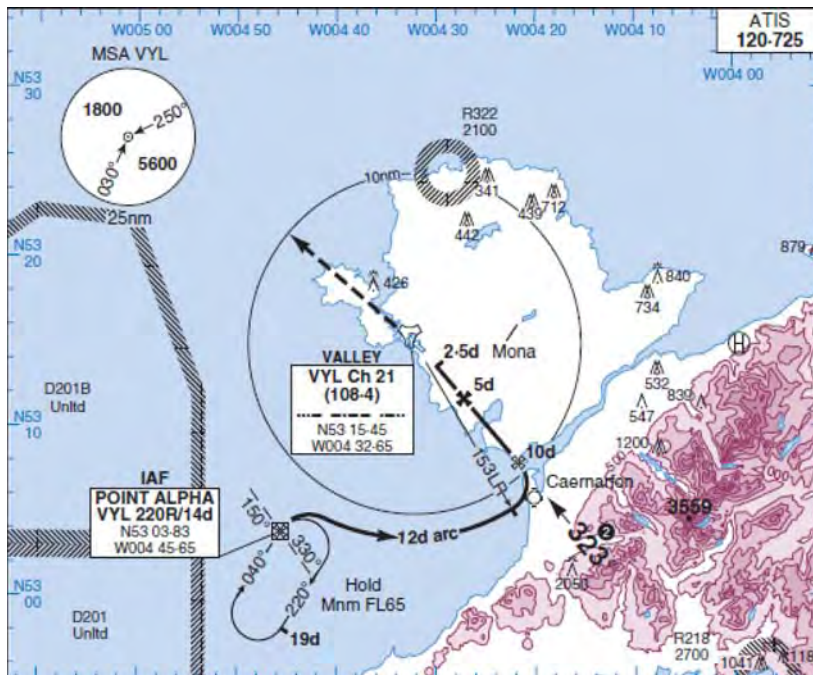 W005 00
W004 50
W004 40
W004 30
W004 20
W004 10
W004 00
ATIS
120·725
N53
30
N53
20
N53
10
N53
00
MSA VYL
1800
250°
5600
030°
25nm
R322
2100
10nm
341
439
712
442
426
840
734
879
Mona
2·5d
5d
10d
VALLEY
VYL Ch 21
(108·4)
N53 15·45
W004 32·65
D201B
Unltd
H
532
839
547
1200
500
153LR
Caernarfon
3559
IAF
POINT ALPHA
VYL 220R/14d
N53 03·83
W004 45·65
150°
330°
040°
220°
12d arc
323°
2
2050
Hold
Mnm FL65
19d
D201
Unltd
R218
2700
1041
1181